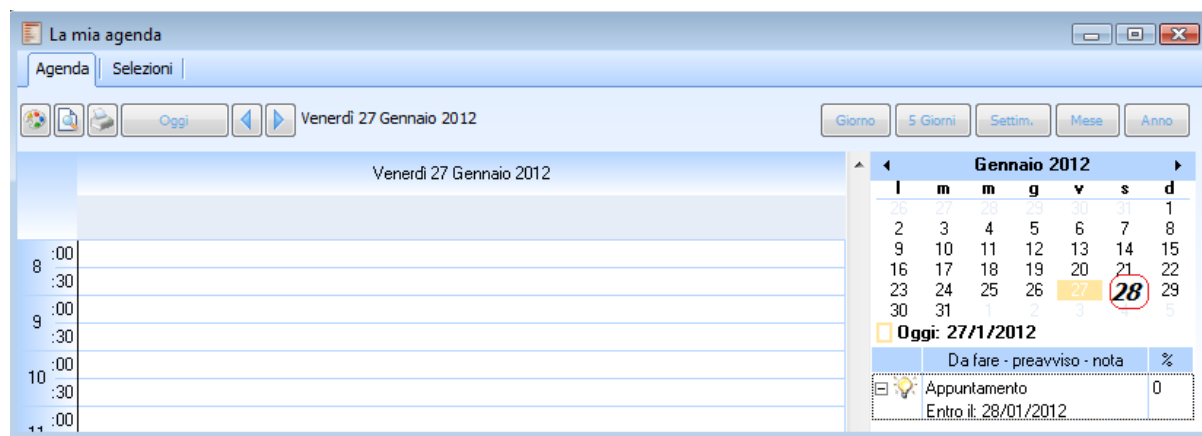 La mia agenda
Agenda Selezioni
Oggi Venerdì 27 Gennaio 2012 Giorno 5 Giorni Settim. Mese Anno
Venerdì 27 Gennaio 2012
8 :00
:30
9 :00
:30
10 :00
:30
11 :00
Gennaio 2012
l m m g v s d
26 27 28 29 30 31 1
2 3 4 5 6 7 8
9 10 11 12 13 14 15
16 17 18 19 20 21 22
23 24 25 26 27 28 29
30 31 1 2 3 4 5
Oggi: 27/1/2012
Da fare - preavviso - nota %
Appuntamento 0
Entro il: 28/01/2012